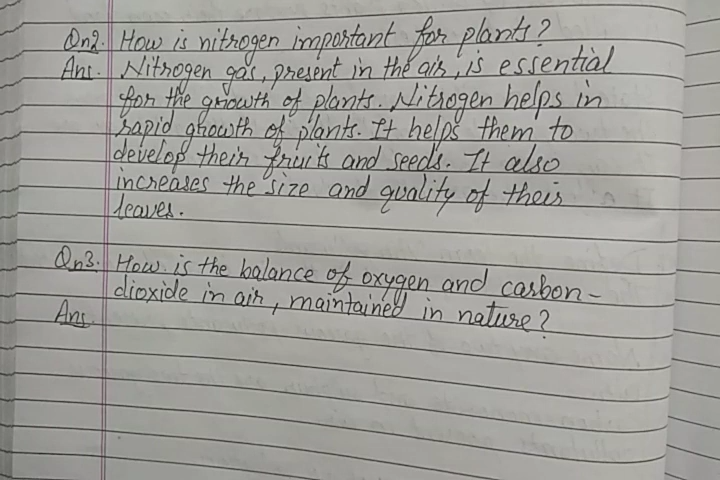 Qn2. How is nitrogen important for plants?
Ans. Nitrogen gas, present in the air, is essential
for the growth of plants. Nitrogen helps in
rapid growth of plants. It helps them to
develop their fruits and seeds. It also
increases the size and quality of their
leaves.
Qn3. How is the balance of oxygen and carbon-
dioxide in air, maintained in nature?
Ans.